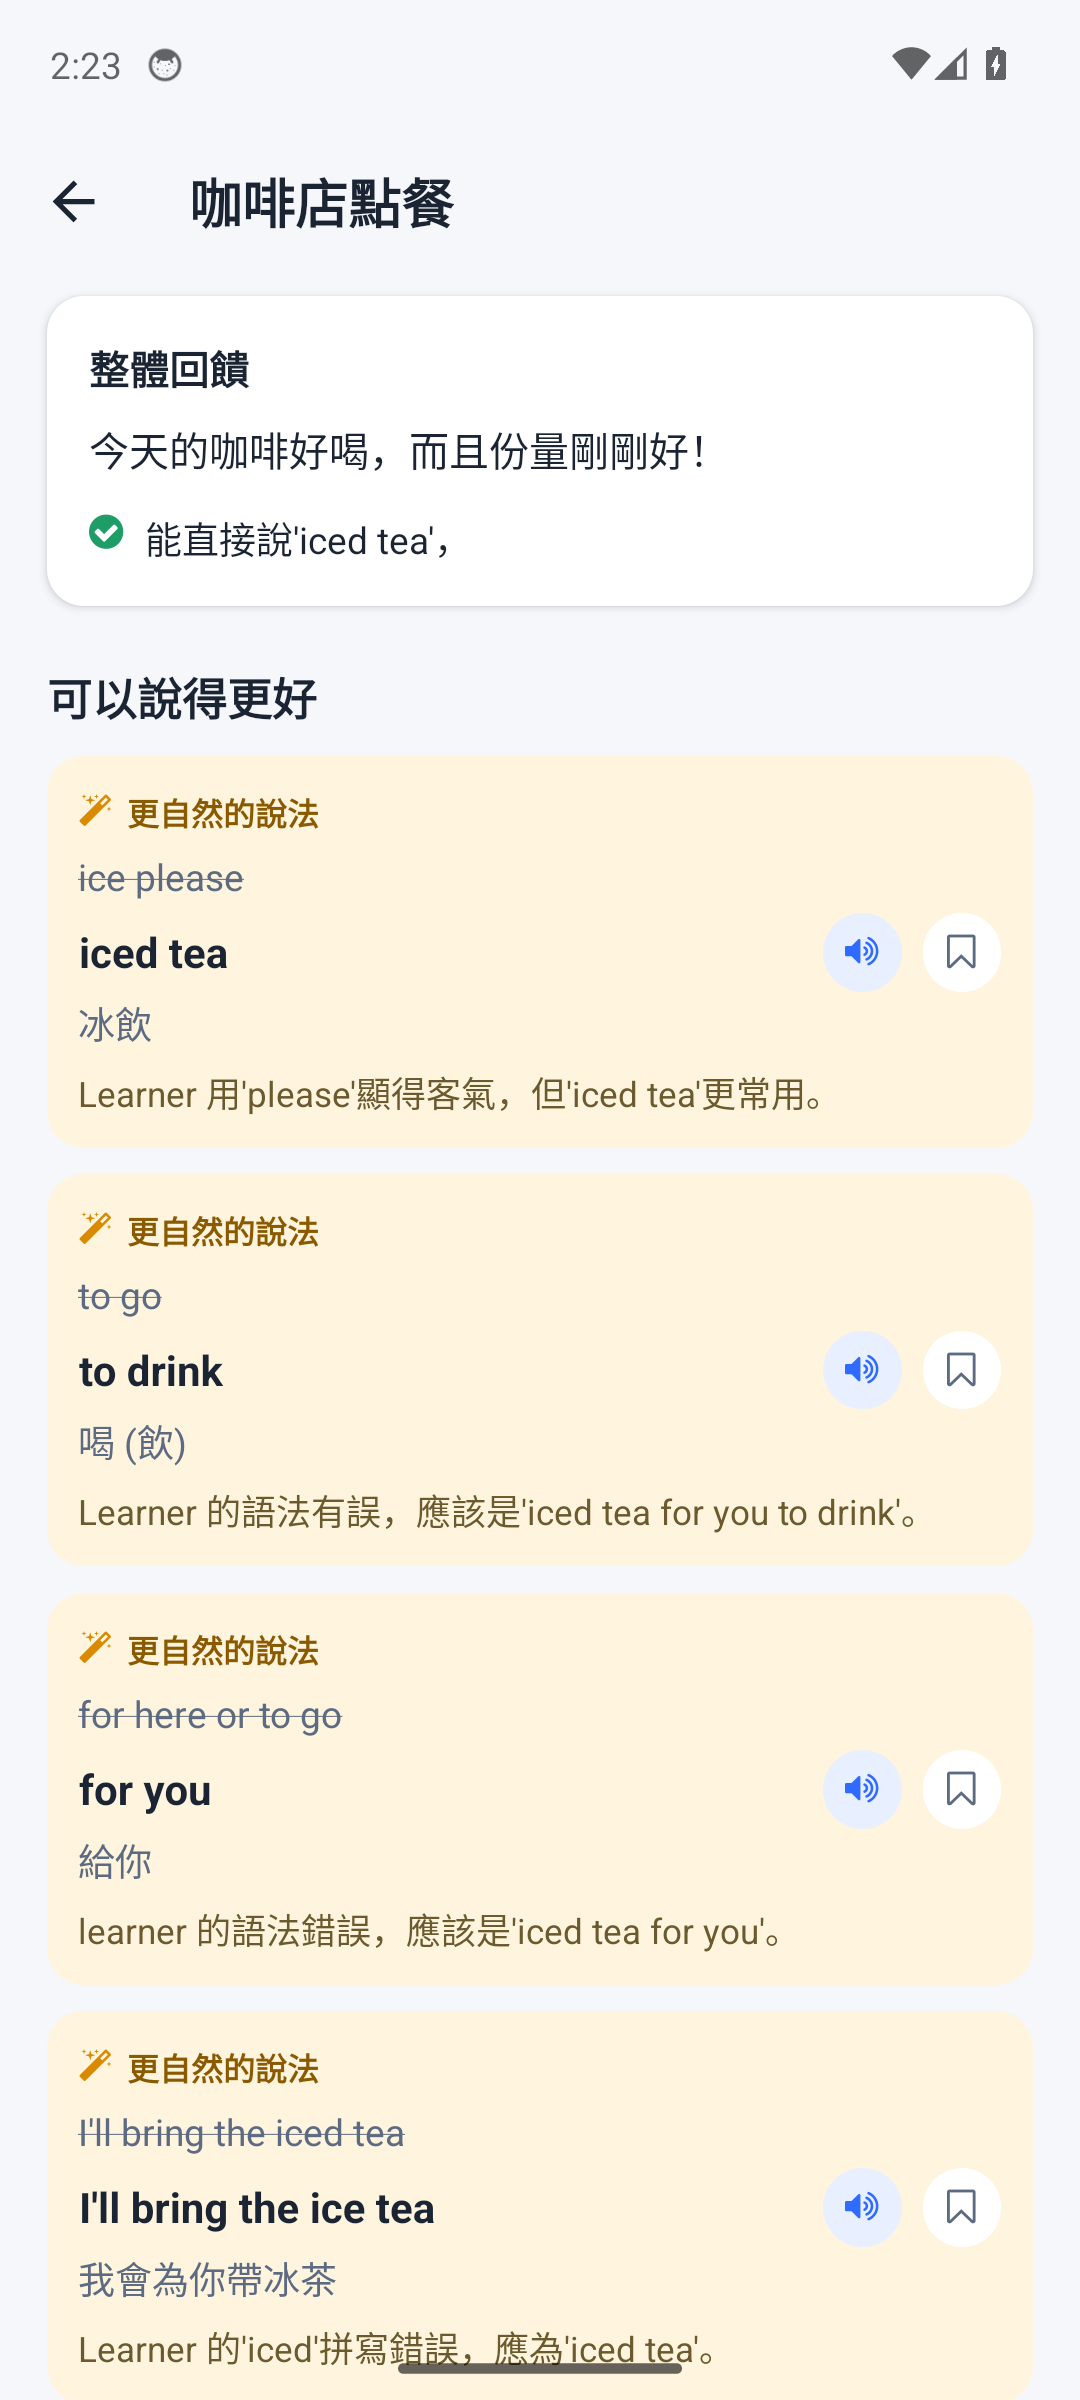 2:23
咖啡店點餐
整體回饋
今天的咖啡好喝，而且份量剛剛好！
能直接說'iced tea'，
可以說得更好
更自然的說法
ice please
iced tea
冰飲
Learner 用'please'顯得客氣，但'iced tea'更常用。
更自然的說法
to go
to drink
喝 (飲)
Learner 的語法有誤，應該是'iced tea for you to drink'。
更自然的說法
for here or to go
for you
給你
learner 的語法錯誤，應該是'iced tea for you'。
更自然的說法
I'll bring the iced tea
I'll bring the ice tea
我會為你帶冰茶
Learner 的'iced'拼寫錯誤，應為'iced tea'。